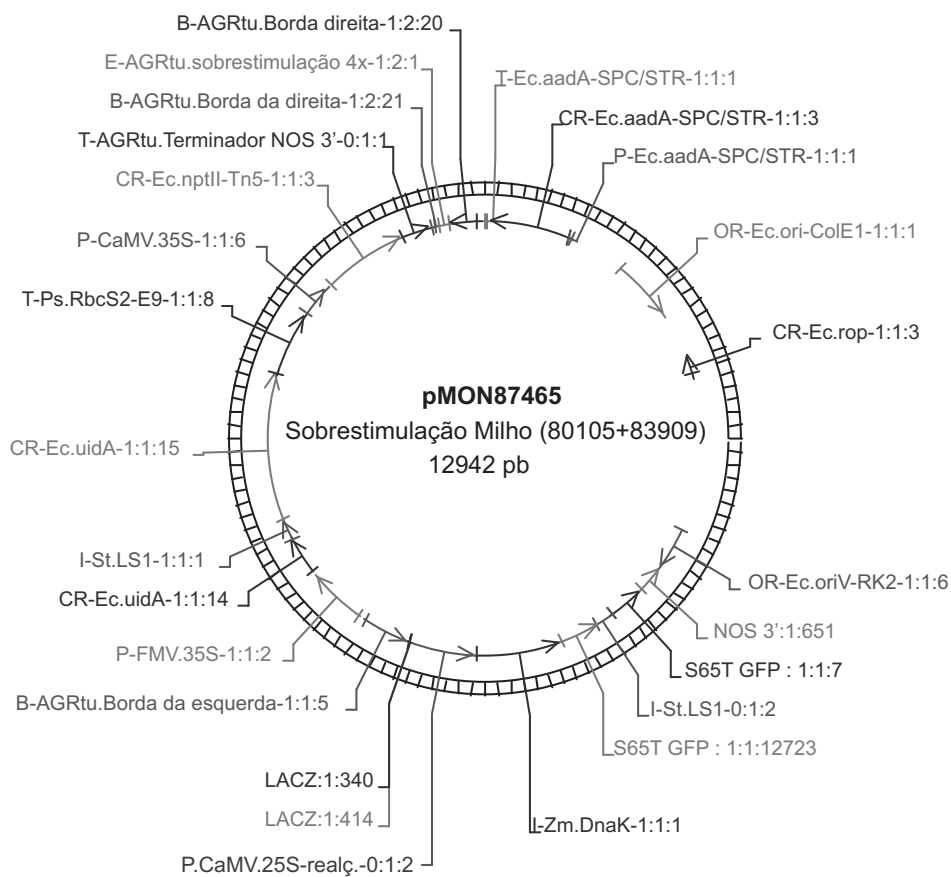 B-AGRtu.Borda direita-1:2:20
E-AGRtu.sobrestimulação 4x-1:2:1
T-Ec.aadA-SPC/STR-1:1:1
B-AGRtu.Borda da direita-1:2:21
CR-Ec.aadA-SPC/STR-1:1:3
T-AGRtu.Terminador NOS 3'-0:1:1
P-Ec.aadA-SPC/STR-1:1:1
CR-Ec.nptII-Tn5-1:1:3
P-CaMV.35S-1:1:6
OR-Ec.ori-ColE1-1:1:1
T-Ps.RbcS2-E9-1:1:8
CR-Ec.rop-1:1:3
pMON87465
Sobrestimulação Milho (80105+83909)
12942 pb
CR-Ec.uidA-1:1:15
I-St.LS1-1:1:1
OR-Ec.oriV-RK2-1:1:6
CR-Ec.uidA-1:1:14
NOS 3':1:651
P-FMV.35S-1:1:2
S65T GFP : 1:1:7
B-AGRtu.Borda da esquerda-1:1:5
I-St.LS1-0:1:2
S65T GFP : 1:1:12723
LACZ:1:340
LACZ:1:414
I-Zm.DnaK-1:1:1
P.CaMV.25S-realç.-0:1:2